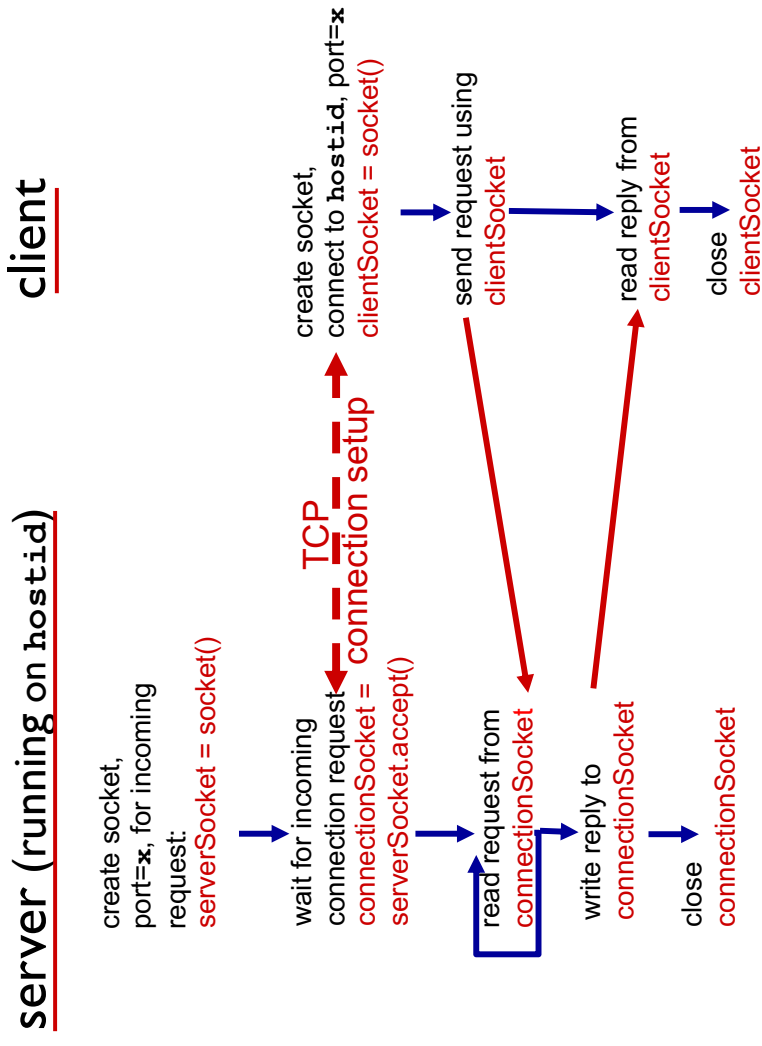 server (running on hostid)
client
create socket,
port=x, for incoming
request:
serverSocket = socket()
wait for incoming
connection request
connectionSocket =
serverSocket.accept()
TCP
connection setup
create socket,
connect to hostid, port=x
clientSocket = socket()
send request using
clientSocket
read request from
connectionSocket
write reply to
connectionSocket
read reply from
clientSocket
close
connectionSocket
close
clientSocket